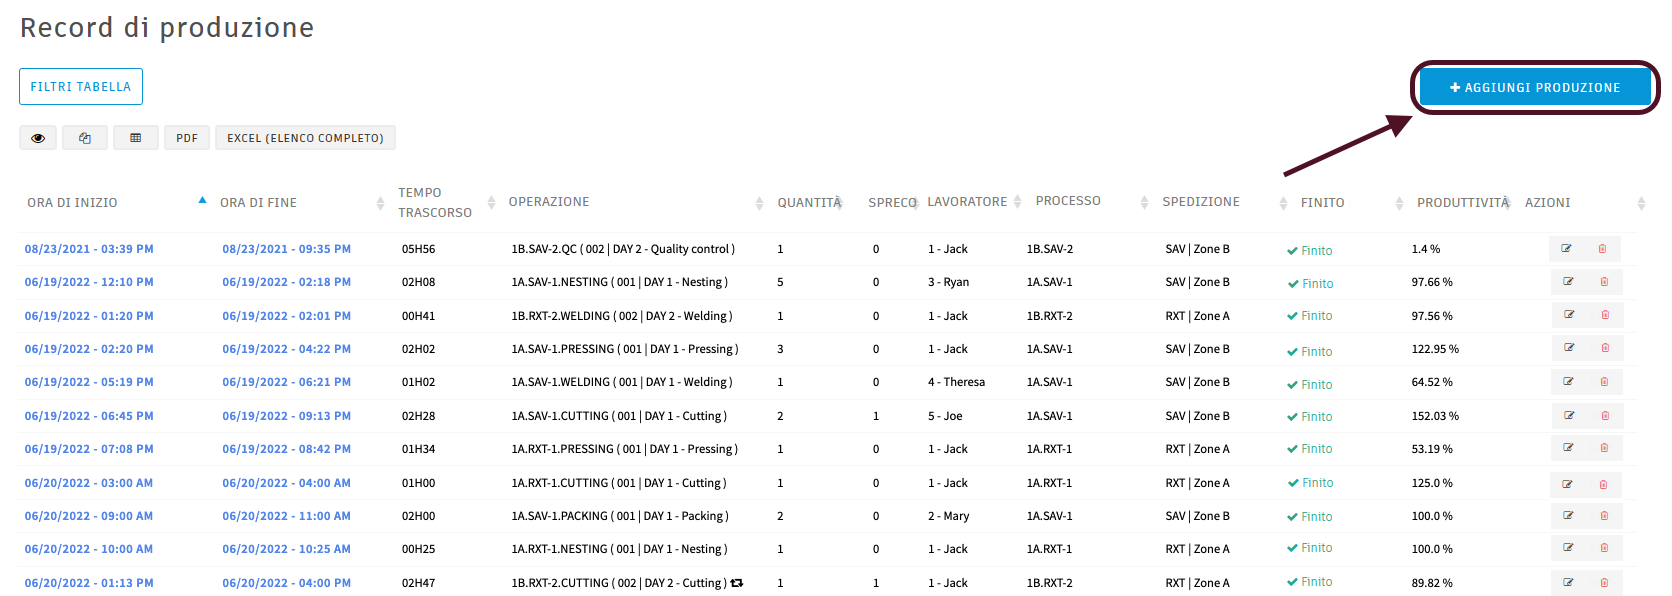 Record di produzione
FILTRI TABELLA
AGGIUNGI PRODUZIONE
PDF EXCEL (ELENCO COMPLETO)
ORA DI INIZIO ORA DI FINE TEMPO TRASCORSO OPERAZIONE QUANTITÀ SPRECO LAVORATORE PROCESSO SPEDIZIONE FINITO PRODUTTIVITÀ AZIONI
08/23/2021 - 03:39 PM 08/23/2021 - 09:35 PM 05H56 1B.SAV-2.QC ( 002 | DAY 2 - Quality control ) 1 0 1 - Jack 1B.SAV-2 SAV | Zone B Finito 1.4 %
06/19/2022 - 12:10 PM 06/19/2022 - 02:18 PM 02H08 1A.SAV-1.NESTING ( 001 | DAY 1 - Nesting ) 5 0 3 - Ryan 1A.SAV-1 SAV | Zone B Finito 97.66 %
06/19/2022 - 01:20 PM 06/19/2022 - 02:01 PM 00H41 1B.RXT-2.WELDING ( 002 | DAY 2 - Welding ) 1 0 1 - Jack 1B.RXT-2 RXT | Zone A Finito 97.56 %
06/19/2022 - 02:20 PM 06/19/2022 - 04:22 PM 02H02 1A.SAV-1.PRESSING ( 001 | DAY 1 - Pressing ) 3 0 1 - Jack 1A.SAV-1 SAV | Zone B Finito 122.95 %
06/19/2022 - 05:19 PM 06/19/2022 - 06:21 PM 01H02 1A.SAV-1.WELDING ( 001 | DAY 1 - Welding ) 1 0 4 - Theresa 1A.SAV-1 SAV | Zone B Finito 64.52 %
06/19/2022 - 06:45 PM 06/19/2022 - 09:13 PM 02H28 1A.SAV-1.CUTTING ( 001 | DAY 1 - Cutting ) 2 1 5 - Joe 1A.SAV-1 SAV | Zone B Finito 152.03 %
06/19/2022 - 07:08 PM 06/19/2022 - 08:42 PM 01H34 1A.RXT-1.PRESSING ( 001 | DAY 1 - Pressing ) 1 0 1 - Jack 1A.RXT-1 RXT | Zone A Finito 53.19 %
06/20/2022 - 03:00 AM 06/20/2022 - 04:00 AM 01H00 1A.RXT-1.CUTTING ( 001 | DAY 1 - Cutting ) 1 0 1 - Jack 1A.RXT-1 RXT | Zone A Finito 125.0 %
06/20/2022 - 09:00 AM 06/20/2022 - 11:00 AM 02H00 1A.SAV-1.PACKING ( 001 | DAY 1 - Packing ) 2 0 2 - Mary 1A.SAV-1 SAV | Zone B Finito 100.0 %
06/20/2022 - 10:00 AM 06/20/2022 - 10:25 AM 00H25 1A.RXT-1.NESTING ( 001 | DAY 1 - Nesting ) 1 0 1 - Jack 1A.RXT-1 RXT | Zone A Finito 100.0 %
06/20/2022 - 01:13 PM 06/20/2022 - 04:00 PM 02H47 1B.RXT-2.CUTTING ( 002 | DAY 2 - Cutting ) 1 1 1 - Jack 1B.RXT-2 RXT | Zone A Finito 89.82 %